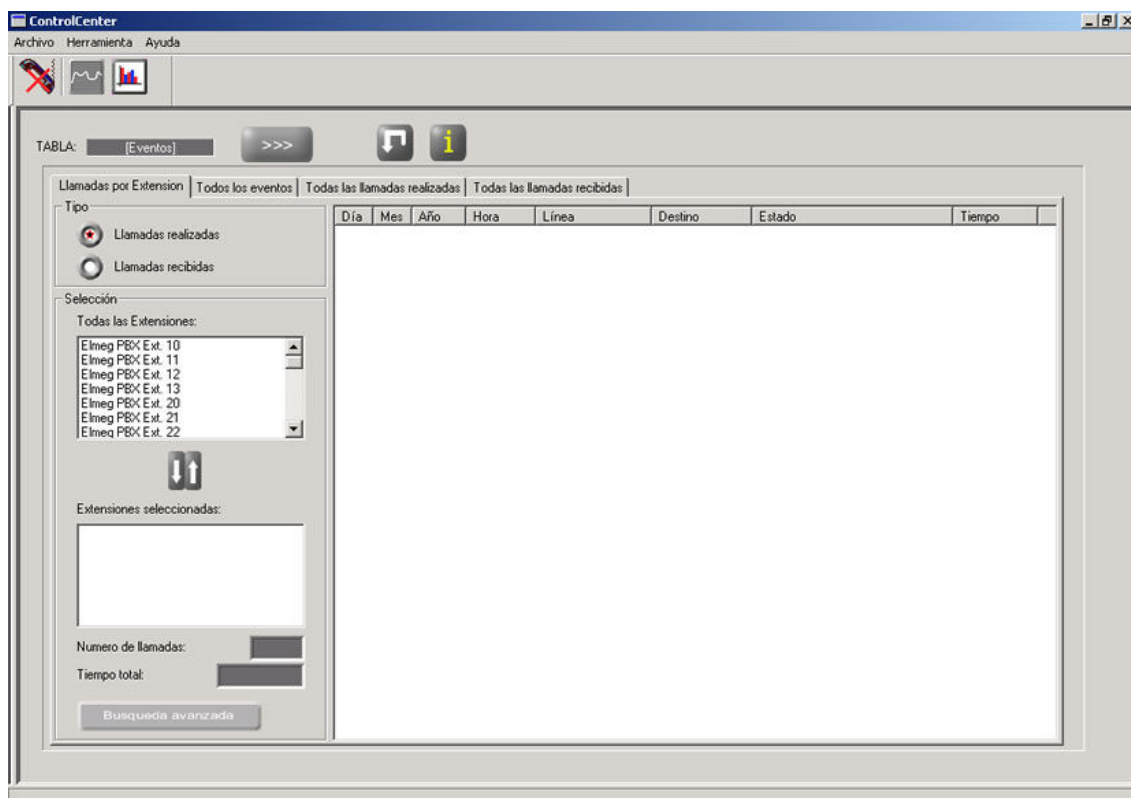 ControlCenter
Archivo Herramienta Ayuda
TABLA: [Eventos] >>> i
Llamadas por Extension Todos los eventos Todas las llamadas realizadas Todas las llamadas recibidas
Tipo
Llamadas realizadas
Llamadas recibidas
Día Mes Año Hora Línea Destino Estado Tiempo
Selección
Todas las Extensiones:
Elmeg PBX Ext. 10
Elmeg PBX Ext. 11
Elmeg PBX Ext. 12
Elmeg PBX Ext. 13
Elmeg PBX Ext. 20
Elmeg PBX Ext. 21
Elmeg PBX Ext. 22
Extensiones seleccionadas:
Numero de llamadas:
Tiempo total:
Busqueda avanzada